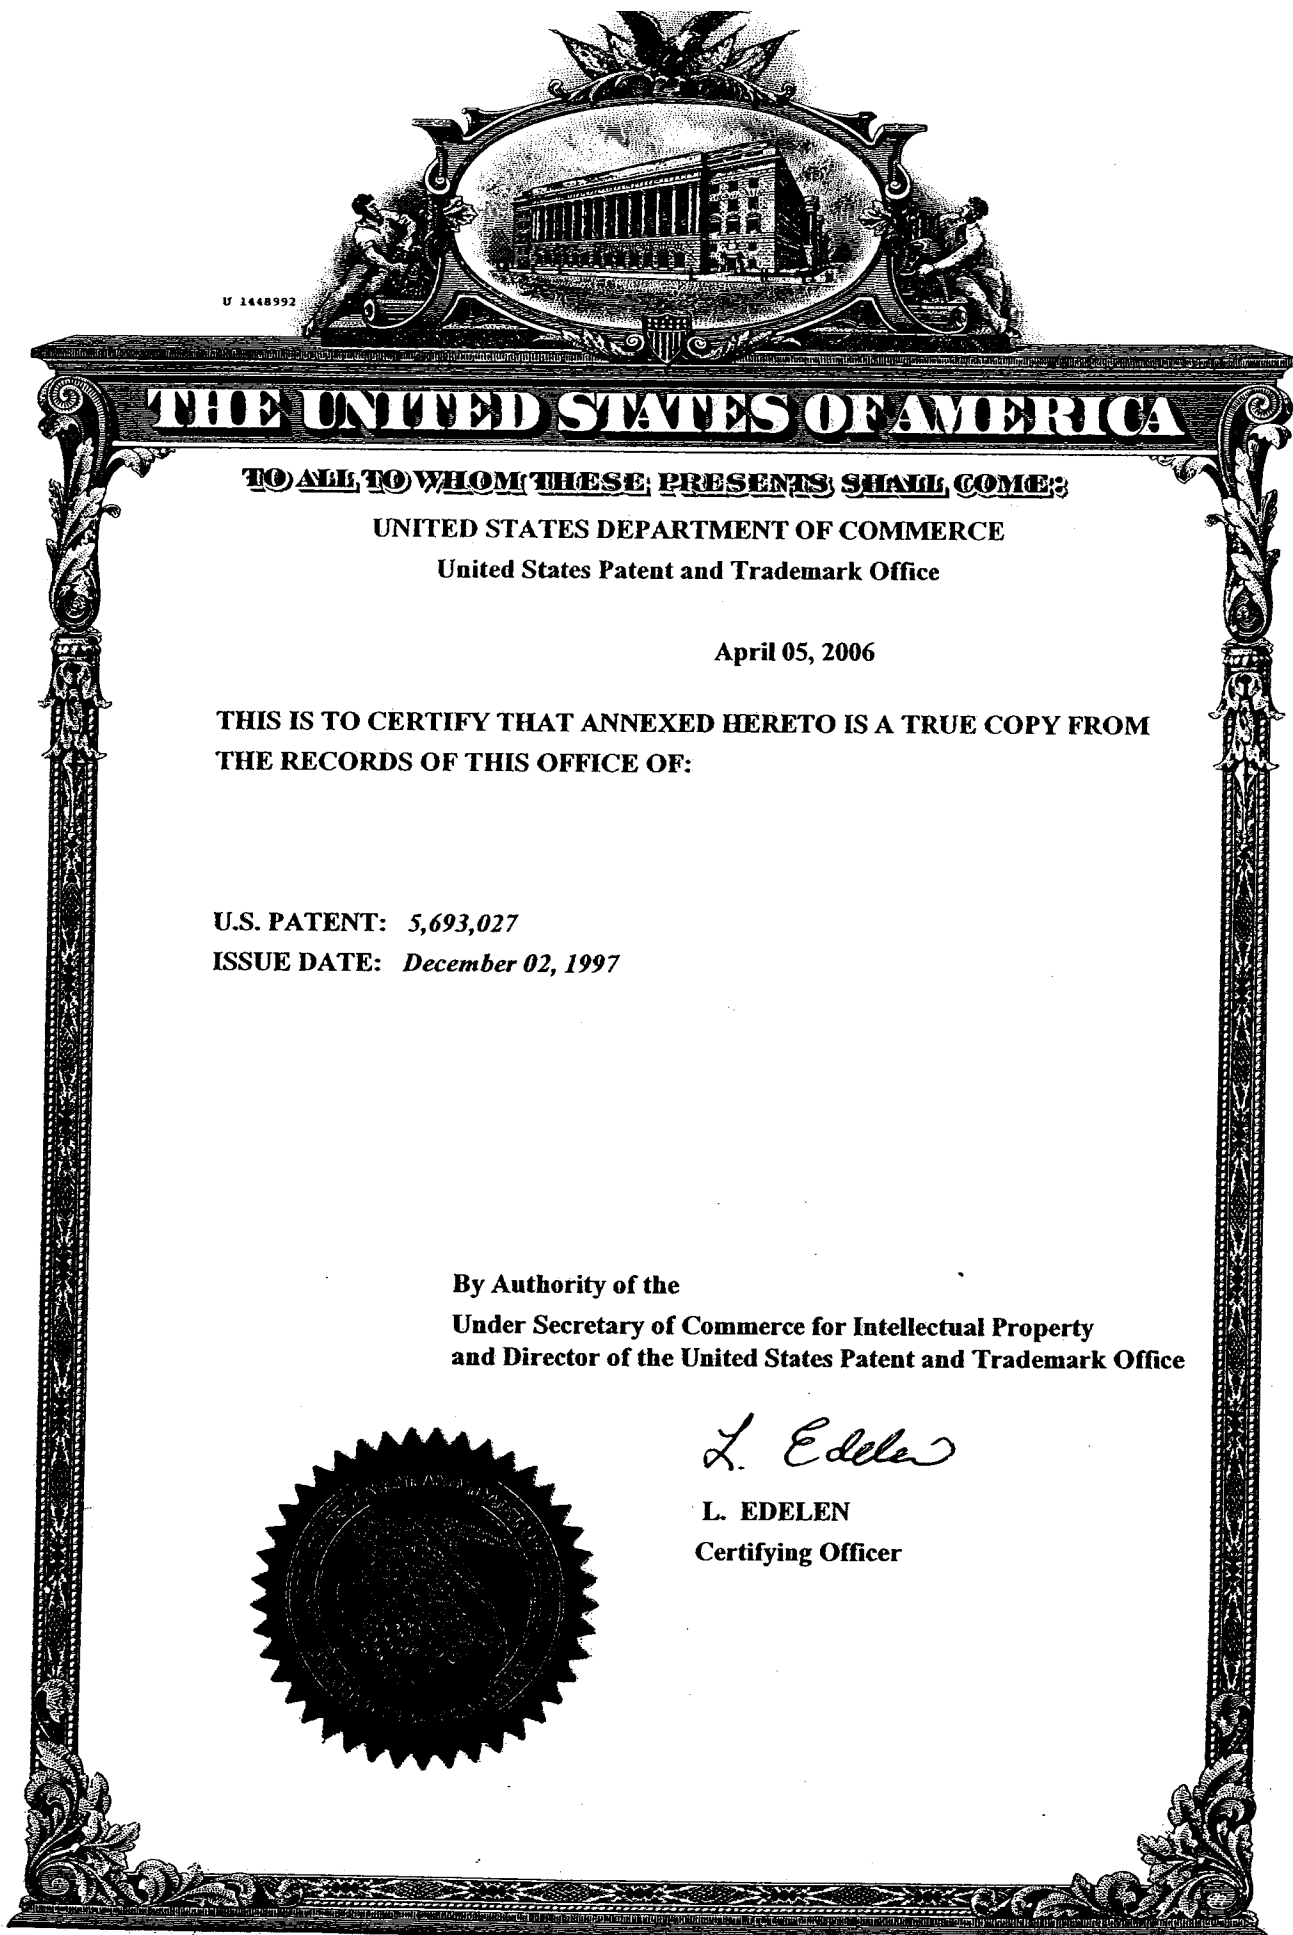 U 1448992
THE UNITED STATES OF AMERICA
TO ALL TO WHOM THESE PRESENTS SHALL COME:
UNITED STATES DEPARTMENT OF COMMERCE
United States Patent and Trademark Office
April 05, 2006
THIS IS TO CERTIFY THAT ANNEXED HERETO IS A TRUE COPY FROM
THE RECORDS OF THIS OFFICE OF:
U.S. PATENT: 5,693,027
ISSUE DATE: December 02, 1997
By Authority of the
Under Secretary of Commerce for Intellectual Property
and Director of the United States Patent and Trademark Office
L. Edelen
L. EDELEN
Certifying Officer